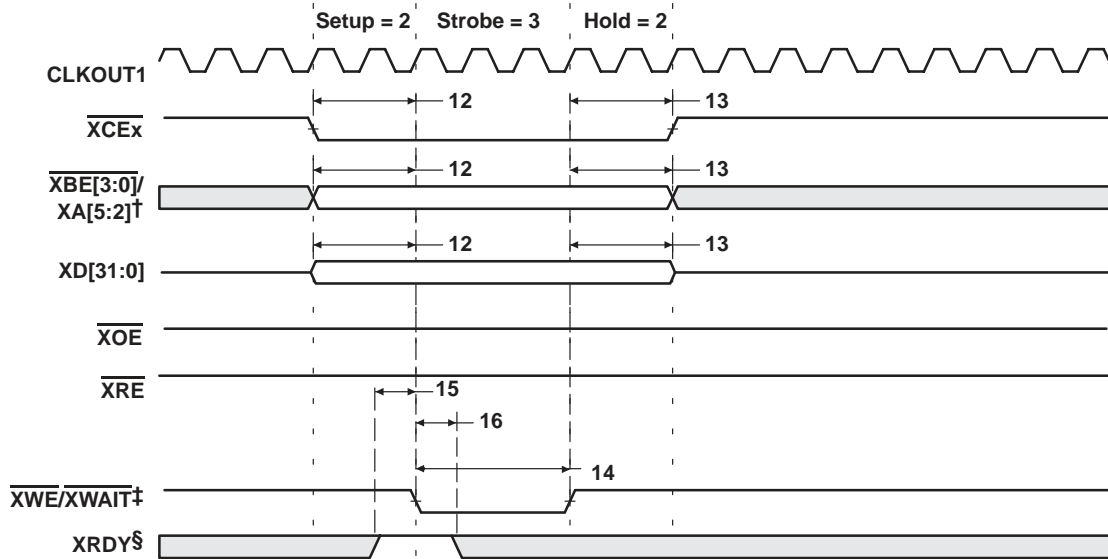 Setup = 2 Strobe = 3 Hold = 2
CLKOUT1
12 13
XCEx
12 13
XBE[3:0]/
XA[5:2]†
12 13
XD[31:0]
XOE
XRE
15
16
14
XWE/XWAIT‡
XRDY§